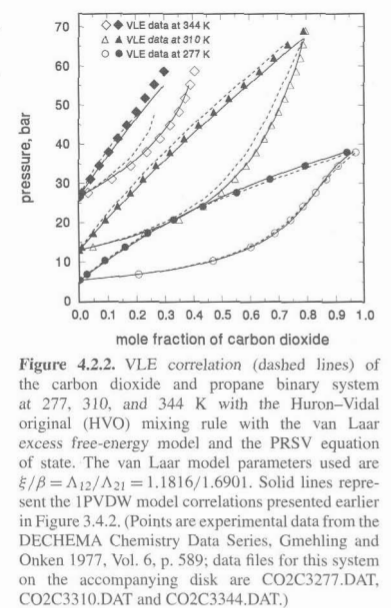 70
60
50
40
30
20
10
0
pressure, bar
VLE data at 344 K
VLE data at 310 K
VLE data at 277 K
0.0 0.1 0.2 0.3 0.4 0.5 0.6 0.7 0.8 0.9 1.0
mole fraction of carbon dioxide
Figure 4.2.2. VLE correlation (dashed lines) of
the carbon dioxide and propane binary system
at 277, 310, and 344 K with the Huron–Vidal
original (HVO) mixing rule with the van Laar
excess free-energy model and the PRSV equation
of state. The van Laar model parameters used are
ξ/β = Λ12/Λ21 = 1.1816/1.6901. Solid lines repre-
sent the 1PVDW model correlations presented earlier
in Figure 3.4.2. (Points are experimental data from the
DECHEMA Chemistry Data Series, Gmehling and
Onken 1977, Vol. 6, p. 589; data files for this system
on the accompanying disk are CO2C3277.DAT,
CO2C3310.DAT and CO2C3344.DAT.)